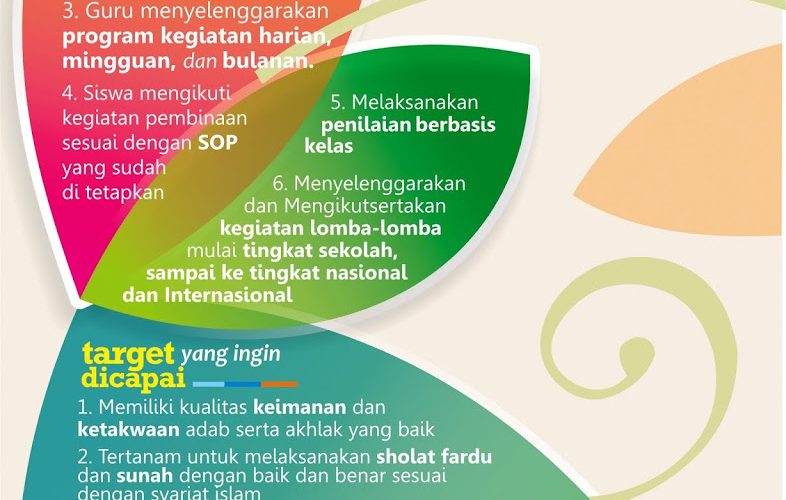 3. Guru menyelenggarakan
program kegiatan harian,
mingguan, dan bulanan.
4. Siswa mengikuti
kegiatan pembinaan
sesuai dengan SOP
yang sudah
di tetapkan
5. Melaksanakan
penilaian berbasis
kelas
6. Menyelenggarakan
dan Mengikutsertakan
kegiatan lomba-lomba
mulai tingkat sekolah,
sampai ke tingkat nasional
dan Internasional
target yang ingin
dicapai
1. Memiliki kualitas keimanan dan
ketakwaan adab serta akhlak yang baik
2. Tertanam untuk melaksanakan sholat fardu
dan sunah dengan baik dan benar sesuai
dengan syariat islam